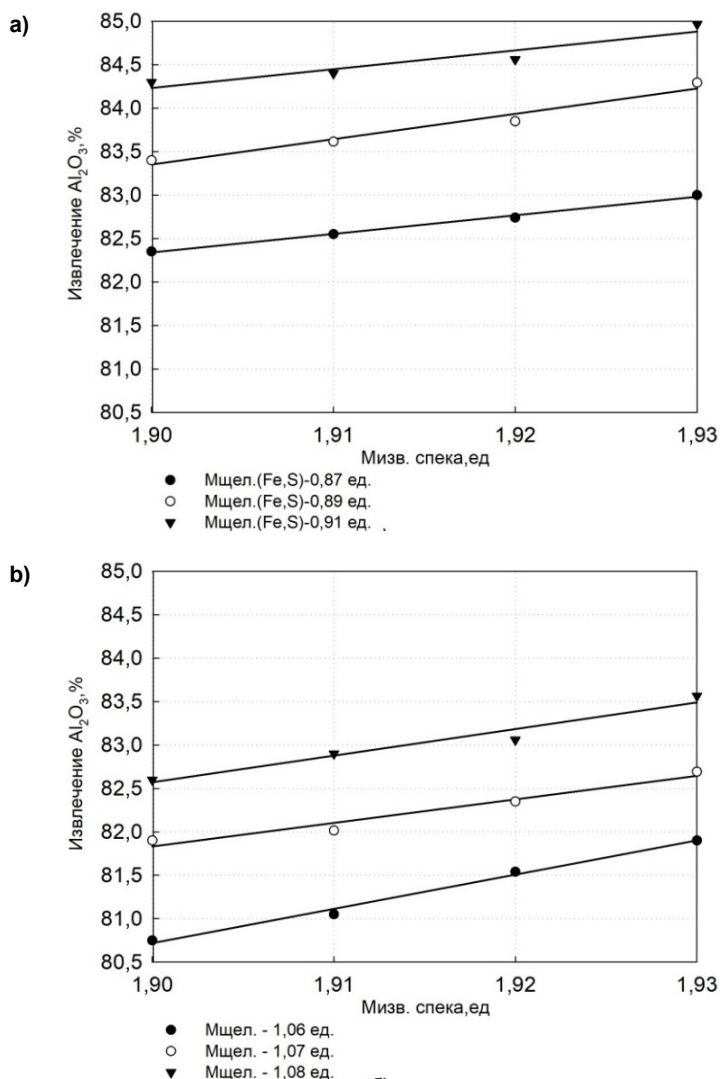 a)
Извлечение Al₂O₃,%
85,0
84,5
84,0
83,5
83,0
82,5
82,0
81,5
81,0
80,5
1,90 1,91 1,92 1,93
Мизв. спека,ед
Мщел.(Fe,S)-0,87 ед.
Мщел.(Fe,S)-0,89 ед.
Мщел.(Fe,S)-0,91 ед.
b)
Извлечение Al₂O₃,%
85,0
84,5
84,0
83,5
83,0
82,5
82,0
81,5
81,0
80,5
1,90 1,91 1,92 1,93
Мизв. спека,ед
Мщел. - 1,06 ед.
Мщел. - 1,07 ед.
Мщел. - 1,08 ед.